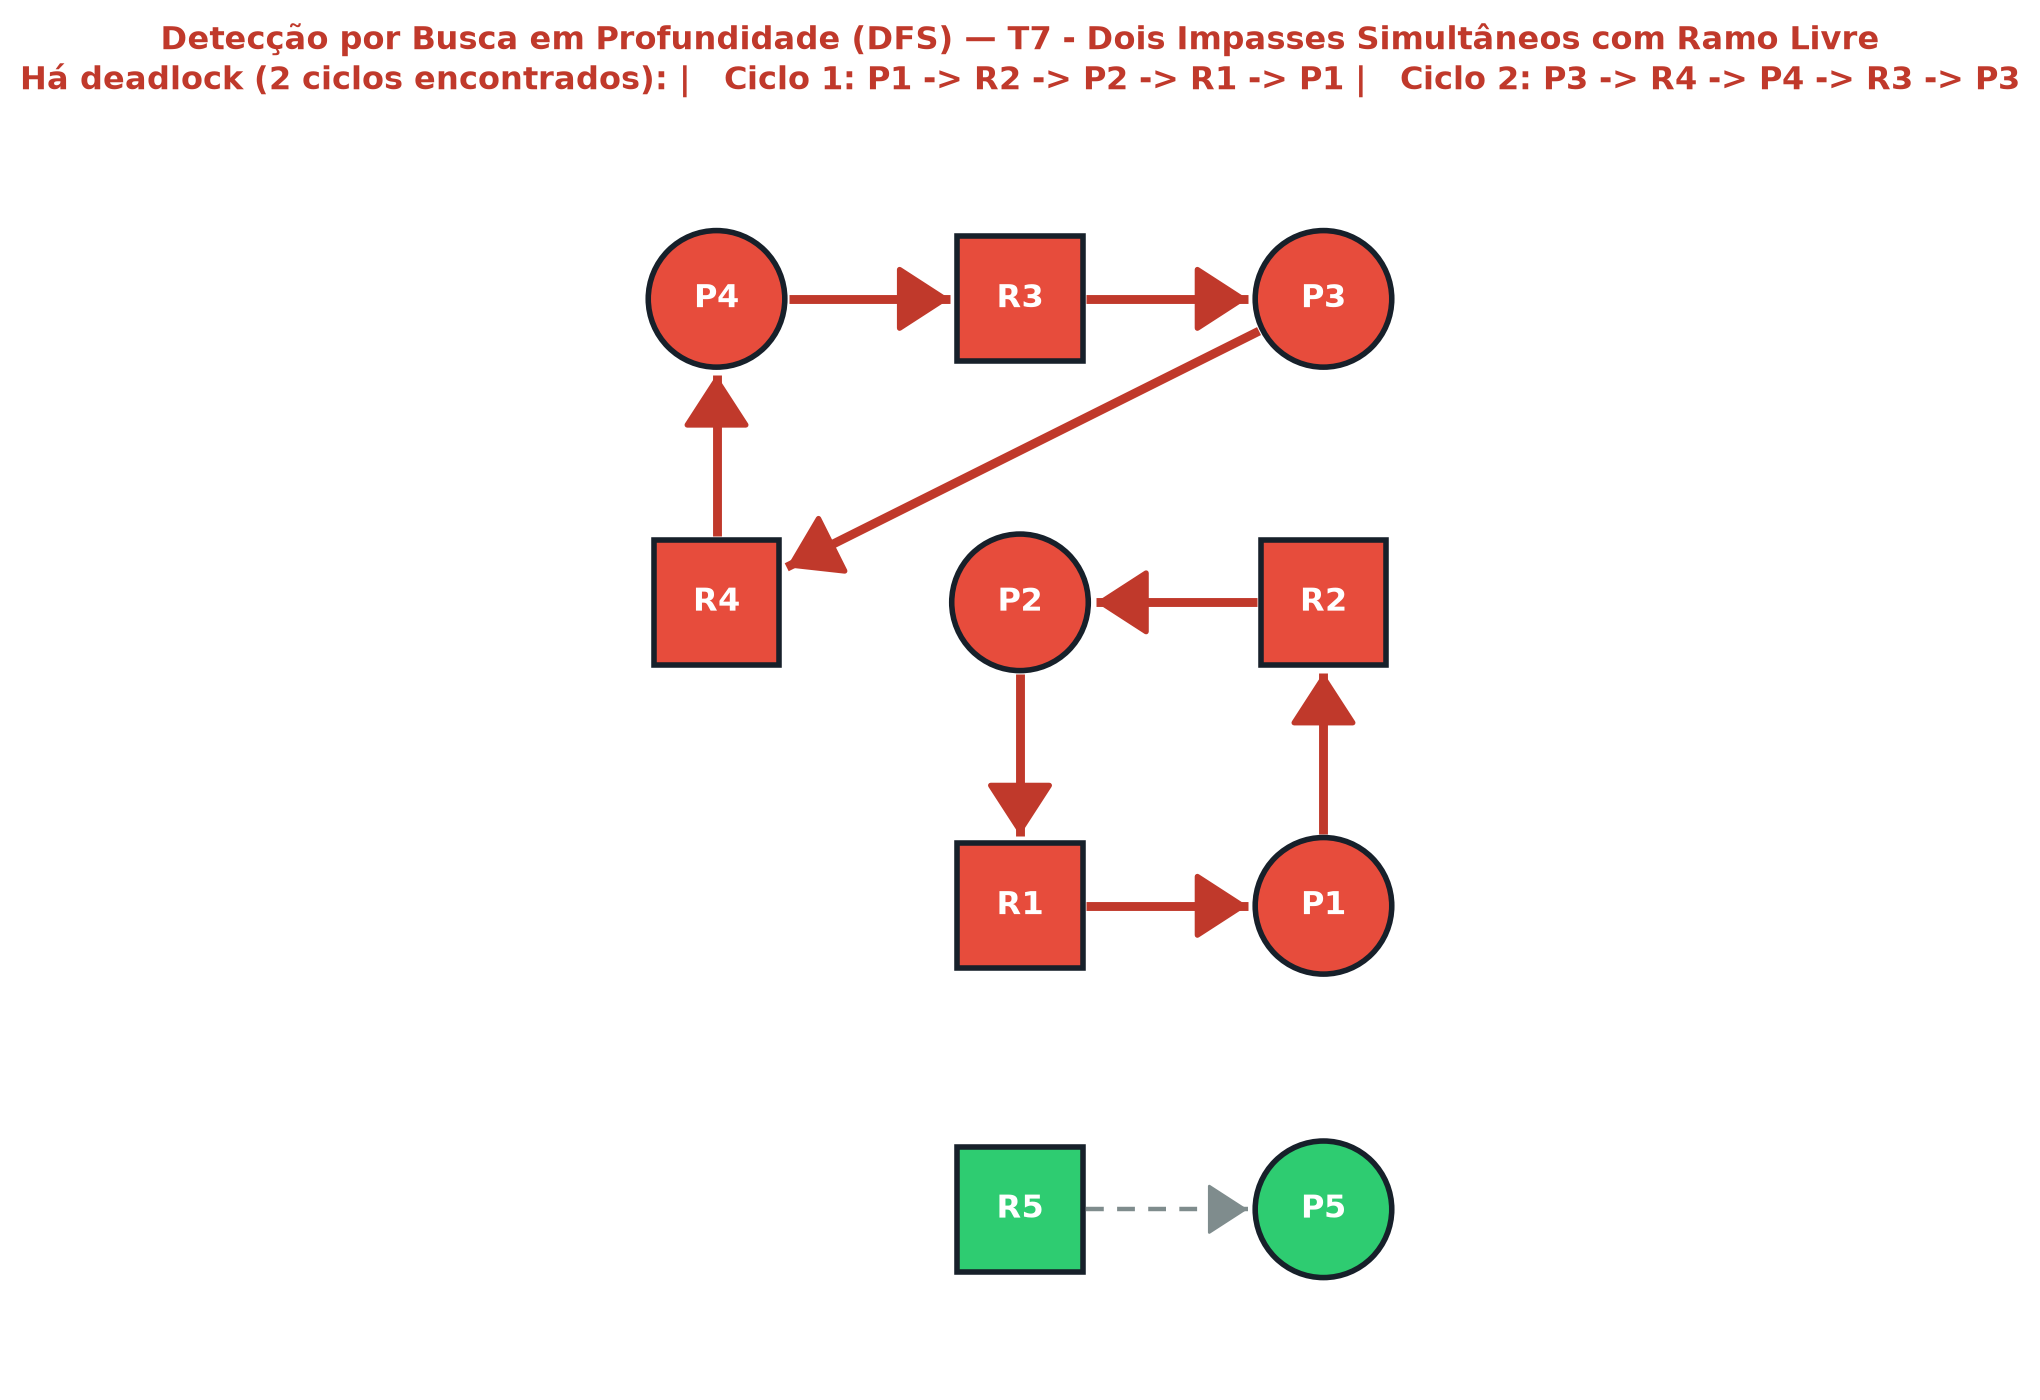 Detecção por Busca em Profundidade (DFS) — T7 - Dois Impasses Simultâneos com Ramo Livre
Há deadlock (2 ciclos encontrados): |   Ciclo 1: P1 -> R2 -> P2 -> R1 -> P1 |   Ciclo 2: P3 -> R4 -> P4 -> R3 -> P3
P4
R3
P3
R4
P2
R2
R1
P1
R5
P5